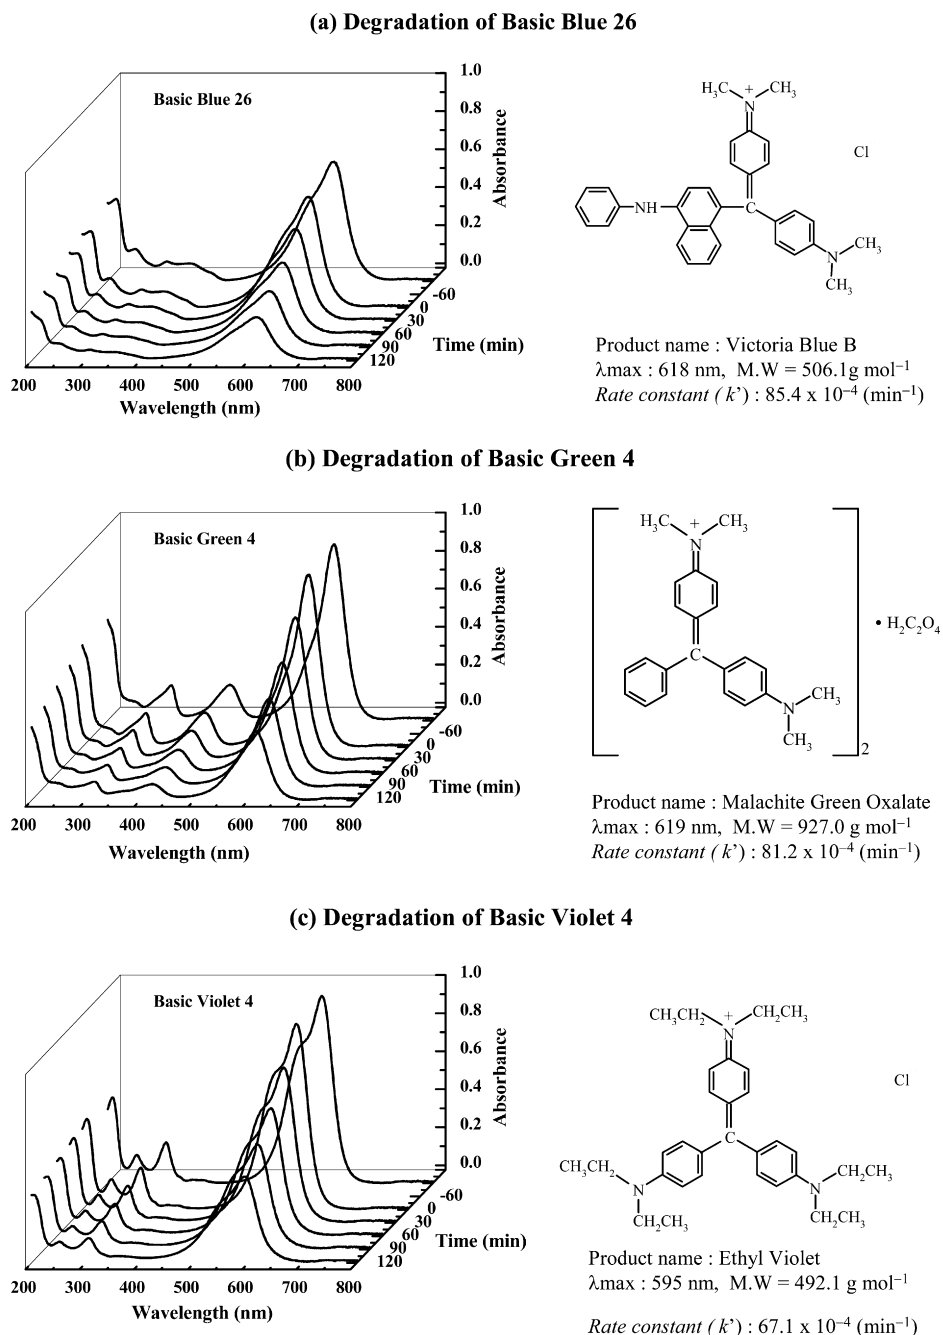 (a) Degradation of Basic Blue 26
Basic Blue 26
1.0
0.8
0.6
0.4
0.2
0.0
Absorbance
-60
0
30
60
90
120
Time (min)
200 300 400 500 600 700 800
Wavelength (nm)
H₃C CH₃
+
N
Cl
NH
C
N
CH₃
CH₃
Product name : Victoria Blue B
λmax : 618 nm, M.W = 506.1g mol⁻¹
Rate constant ( k’) : 85.4 x 10⁻⁴ (min⁻¹)
(b) Degradation of Basic Green 4
Basic Green 4
1.0
0.8
0.6
0.4
0.2
0.0
Absorbance
-60
0
30
60
90
120
Time (min)
200 300 400 500 600 700 800
Wavelength (nm)
H₃C CH₃
+
N
C
N
CH₃
CH₃
2
• H₂C₂O₄
Product name : Malachite Green Oxalate
λmax : 619 nm, M.W = 927.0 g mol⁻¹
Rate constant ( k’) : 81.2 x 10⁻⁴ (min⁻¹)
(c) Degradation of Basic Violet 4
Basic Violet 4
1.0
0.8
0.6
0.4
0.2
0.0
Absorbance
-60
0
30
60
90
120
Time (min)
200 300 400 500 600 700 800
Wavelength (nm)
CH₃CH₂ CH₂CH₃
+
N
Cl
C
CH₃CH₂
N
CH₂CH₃
N
CH₂CH₃
CH₂CH₃
Product name : Ethyl Violet
λmax : 595 nm, M.W = 492.1 g mol⁻¹
Rate constant ( k’) : 67.1 x 10⁻⁴ (min⁻¹)